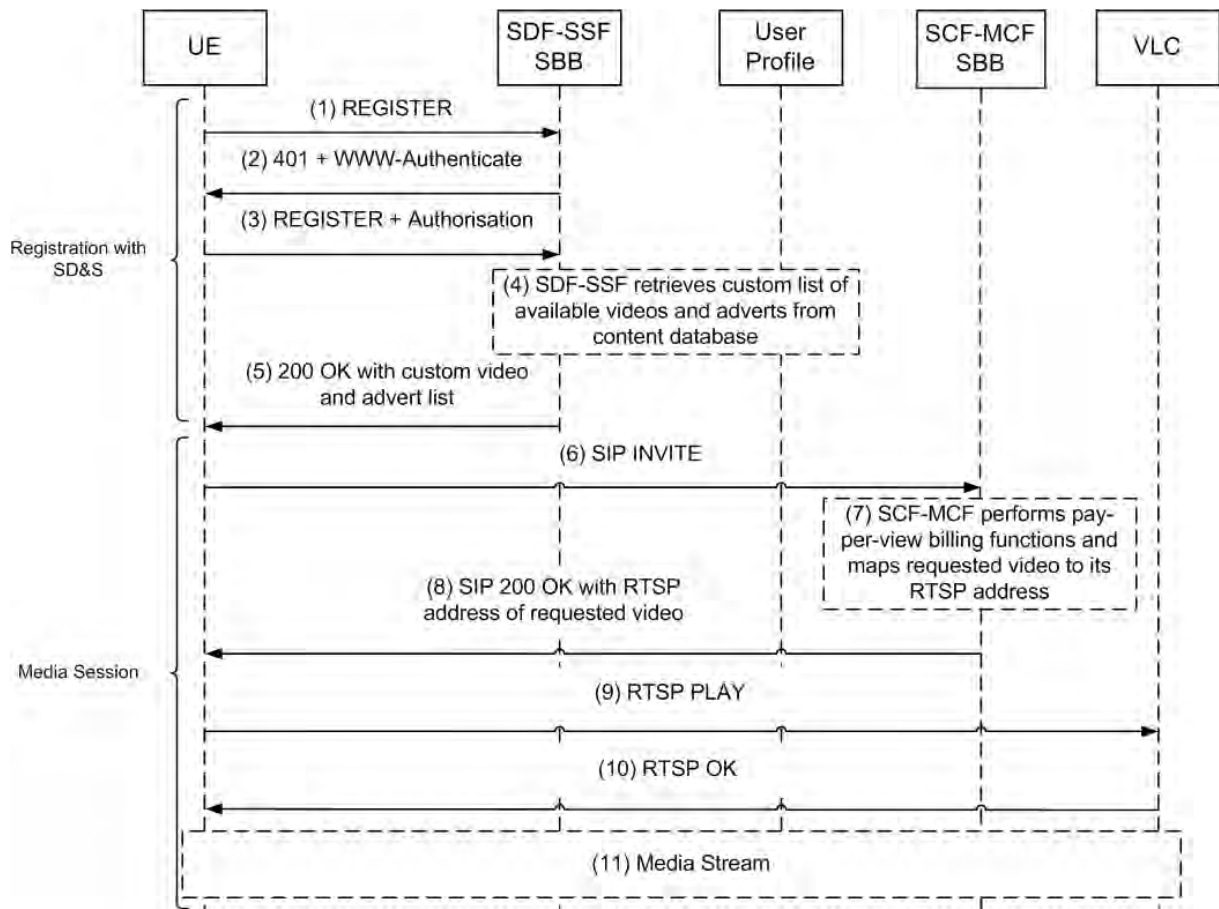 UE
SDF-SSF
SBB
User
Profile
SCF-MCF
SBB
VLC
(1) REGISTER
(2) 401 + WWW-Authenticate
(3) REGISTER + Authorisation
Registration with
SD&S
(4) SDF-SSF retrieves custom list of
available videos and adverts from
content database
(5) 200 OK with custom video
and advert list
(6) SIP INVITE
(7) SCF-MCF performs pay-
per-view billing functions and
maps requested video to its
RTSP address
(8) SIP 200 OK with RTSP
address of requested video
Media Session
(9) RTSP PLAY
(10) RTSP OK
(11) Media Stream